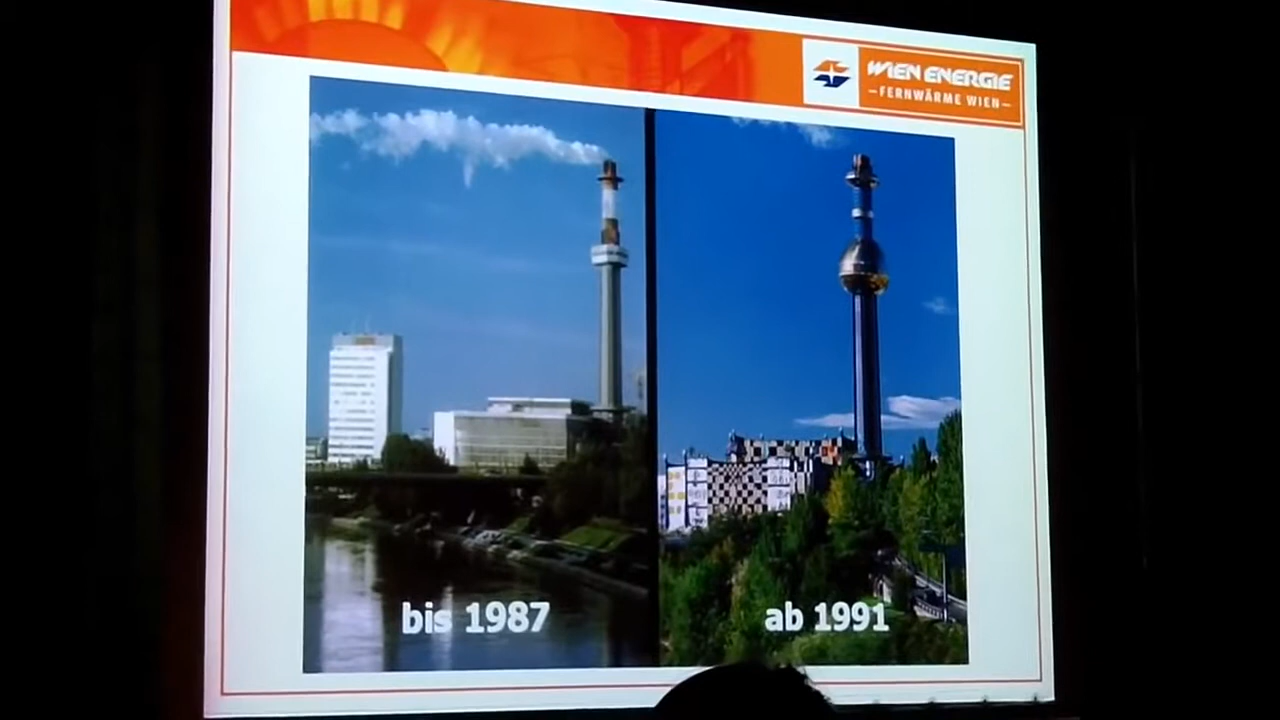 WIEN ENERGIE
–FERNWÄRME WIEN–
bis 1987
ab 1991